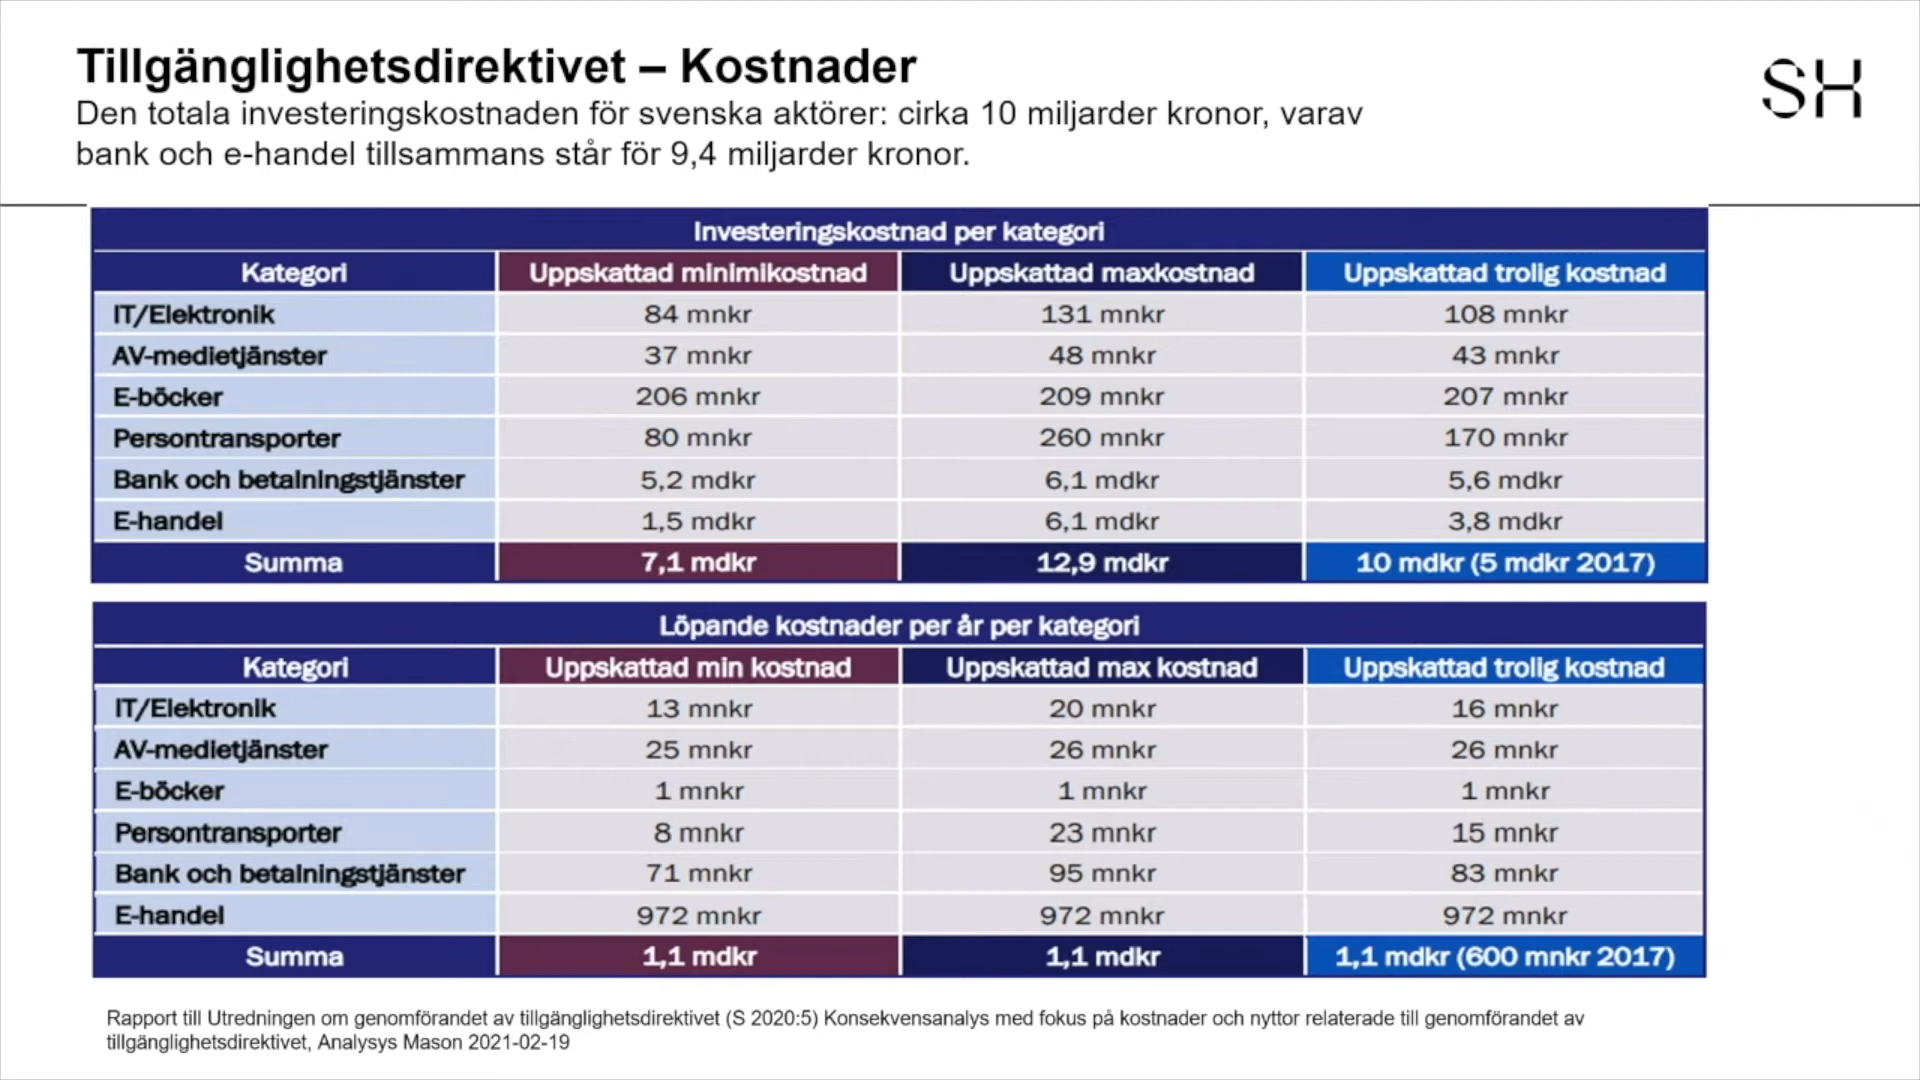 Tillgänglighetsdirektivet – Kostnader
SH
Den totala investeringskostnaden för svenska aktörer: cirka 10 miljarder kronor, varav
bank och e-handel tillsammans står för 9,4 miljarder kronor.
Investeringskostnad per kategori
Kategori Uppskattad minimikostnad Uppskattad maxkostnad Uppskattad trolig kostnad
IT/Elektronik 84 mnkr 131 mnkr 108 mnkr
AV-medietjänster 37 mnkr 48 mnkr 43 mnkr
E-böcker 206 mnkr 209 mnkr 207 mnkr
Persontransporter 80 mnkr 260 mnkr 170 mnkr
Bank och betalningstjänster 5,2 mdkr 6,1 mdkr 5,6 mdkr
E-handel 1,5 mdkr 6,1 mdkr 3,8 mdkr
Summa 7,1 mdkr 12,9 mdkr 10 mdkr (5 mdkr 2017)
Löpande kostnader per år per kategori
Kategori Uppskattad min kostnad Uppskattad max kostnad Uppskattad trolig kostnad
IT/Elektronik 13 mnkr 20 mnkr 16 mnkr
AV-medietjänster 25 mnkr 26 mnkr 26 mnkr
E-böcker 1 mnkr 1 mnkr 1 mnkr
Persontransporter 8 mnkr 23 mnkr 15 mnkr
Bank och betalningstjänster 71 mnkr 95 mnkr 83 mnkr
E-handel 972 mnkr 972 mnkr 972 mnkr
Summa 1,1 mdkr 1,1 mdkr 1,1 mdkr (600 mnkr 2017)
Rapport till Utredningen om genomförandet av tillgänglighetsdirektivet (S 2020:5) Konsekvensanalys med fokus på kostnader och nyttor relaterade till genomförandet av
tillgänglighetsdirektivet, Analysys Mason 2021-02-19